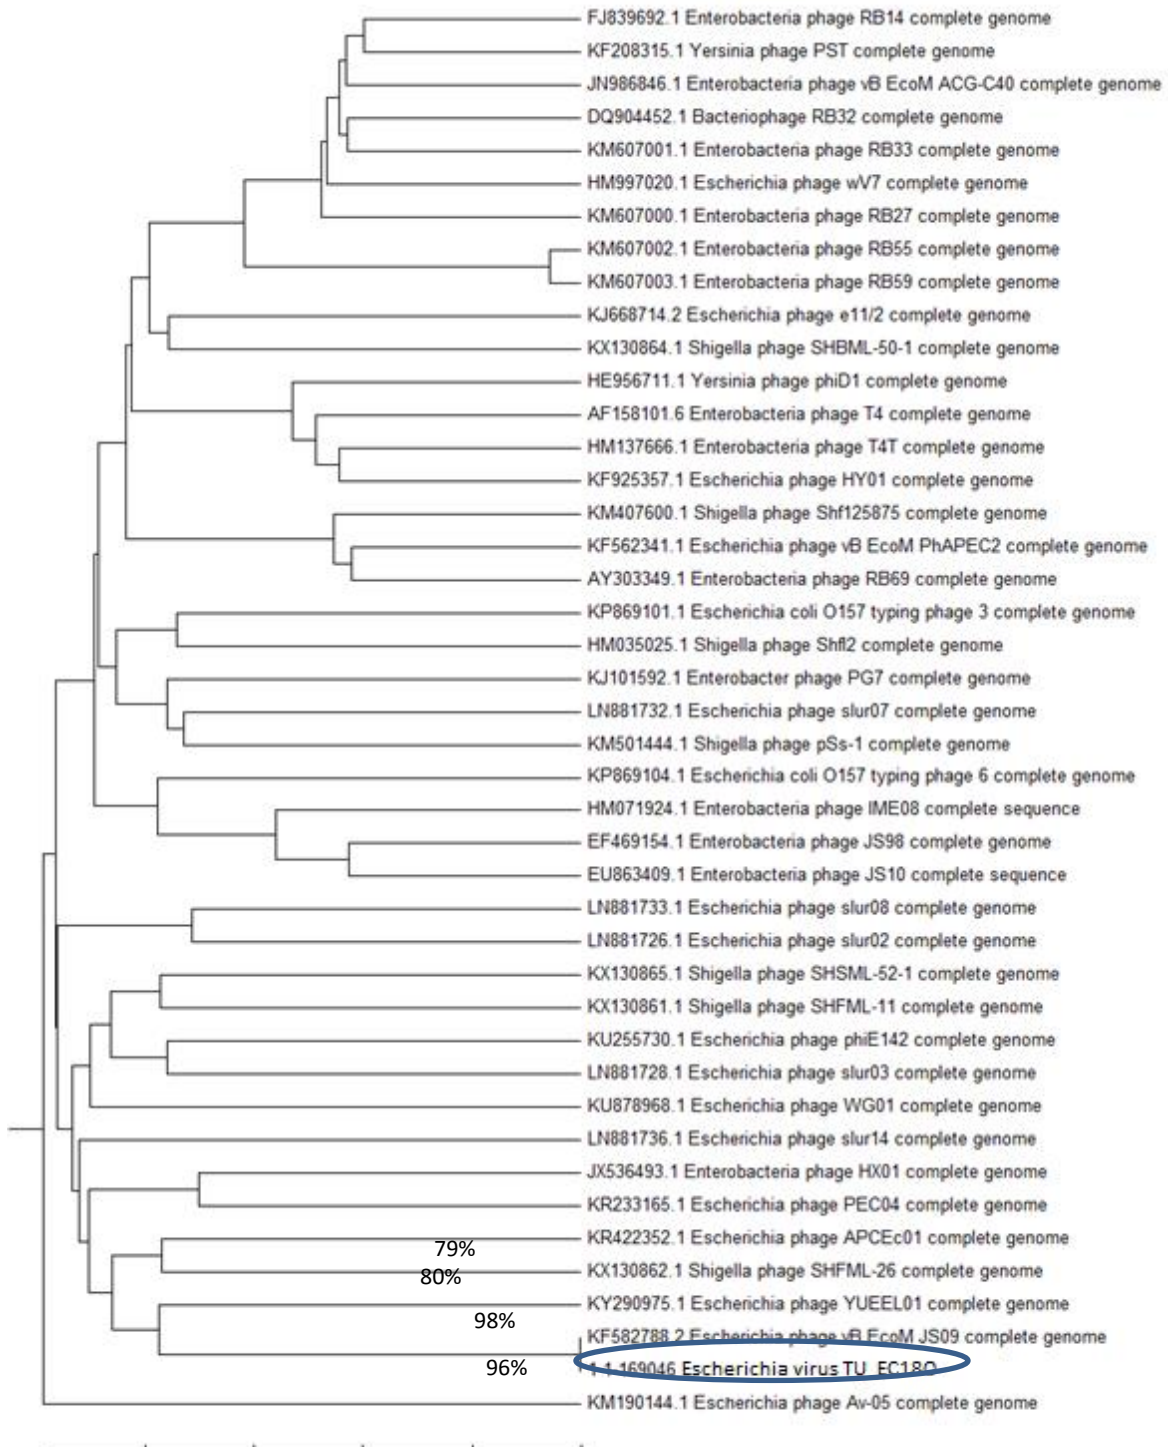 FJ839692.1 Enterobacteria phage RB14 complete genome
KF208315.1 Yersinia phage PST complete genome
JN986846.1 Enterobacteria phage vB EcoM ACG-C40 complete genome
DQ904452.1 Bacteriophage RB32 complete genome
KM607001.1 Enterobacteria phage RB33 complete genome
HM997020.1 Escherichia phage wV7 complete genome
KM607000.1 Enterobacteria phage RB27 complete genome
KM607002.1 Enterobacteria phage RB55 complete genome
KM607003.1 Enterobacteria phage RB59 complete genome
KJ668714.2 Escherichia phage e11/2 complete genome
KX130864.1 Shigella phage SHBML-50-1 complete genome
HE956711.1 Yersinia phage phiD1 complete genome
AF158101.6 Enterobacteria phage T4 complete genome
HM137666.1 Enterobacteria phage T4T complete genome
KF925357.1 Escherichia phage HY01 complete genome
KM407600.1 Shigella phage Shf125875 complete genome
KF562341.1 Escherichia phage vB EcoM PhAPEC2 complete genome
AY303349.1 Enterobacteria phage RB69 complete genome
KP869101.1 Escherichia coli O157 typing phage 3 complete genome
HM035025.1 Shigella phage Shfl2 complete genome
KJ101592.1 Enterobacter phage PG7 complete genome
LN881732.1 Escherichia phage slur07 complete genome
KM501444.1 Shigella phage pSs-1 complete genome
KP869104.1 Escherichia coli O157 typing phage 6 complete genome
HM071924.1 Enterobacteria phage IME08 complete sequence
EF469154.1 Enterobacteria phage JS98 complete genome
EU863409.1 Enterobacteria phage JS10 complete sequence
LN881733.1 Escherichia phage slur08 complete genome
LN881726.1 Escherichia phage slur02 complete genome
KX130865.1 Shigella phage SHSML-52-1 complete genome
KX130861.1 Shigella phage SHFML-11 complete genome
KU255730.1 Escherichia phage phiE142 complete genome
LN881728.1 Escherichia phage slur03 complete genome
KU878968.1 Escherichia phage WG01 complete genome
LN881736.1 Escherichia phage slur14 complete genome
JX536493.1 Enterobacteria phage HX01 complete genome
KR233165.1 Escherichia phage PEC04 complete genome
KR422352.1 Escherichia phage APCEc01 complete genome
79%
KX130862.1 Shigella phage SHFML-26 complete genome
80%
KY290975.1 Escherichia phage YUEEL01 complete genome
98%
KF582788.2 Escherichia phage vB EcoM JS09 complete genome
96%
1 1 169046 Escherichia virus TU_EC18O
KM190144.1 Escherichia phage Av-05 complete genome